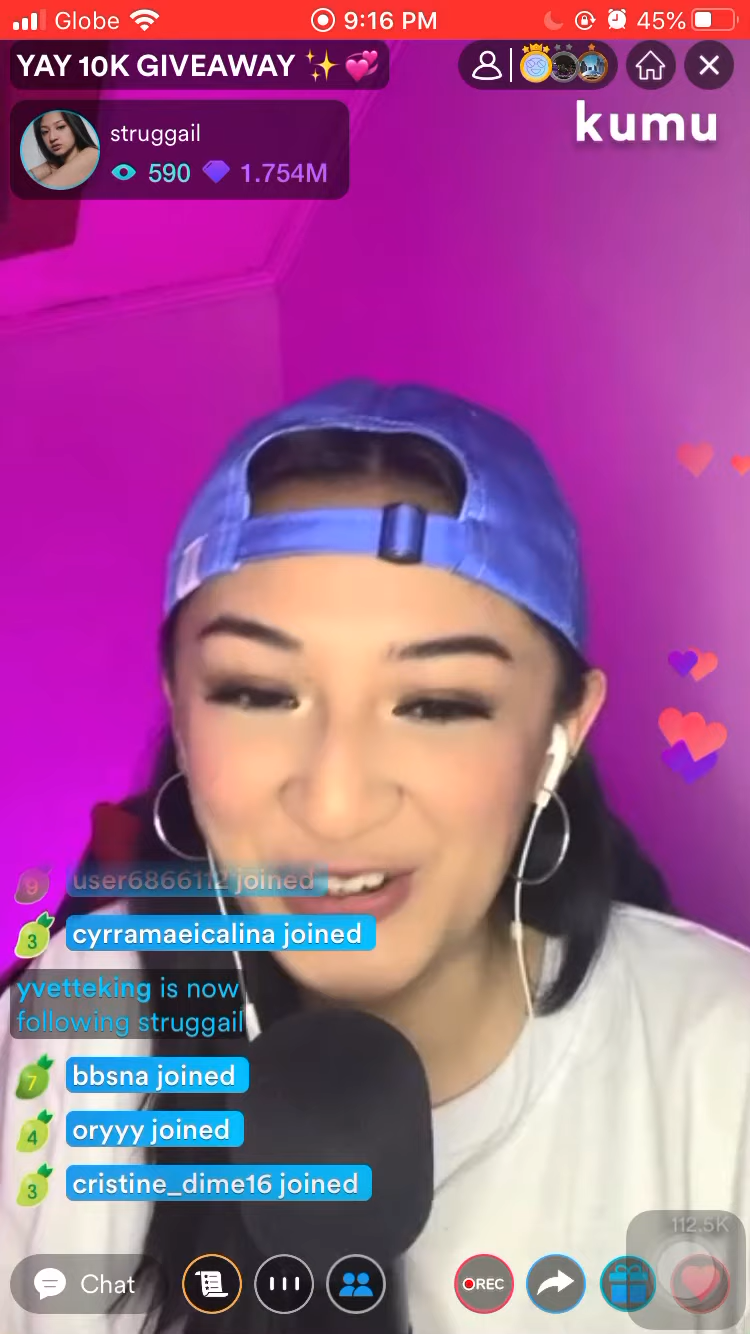 Globe 9:16 PM 45%
YAY 10K GIVEAWAY ✨💞
kumu
struggail
590 1.754M
9 user6866112 joined
3 cyrramaeicalina joined
yvetteking is now
following struggail
7 bbsna joined
4 oryyy joined
3 cristine_dime16 joined
112.5K
Chat REC